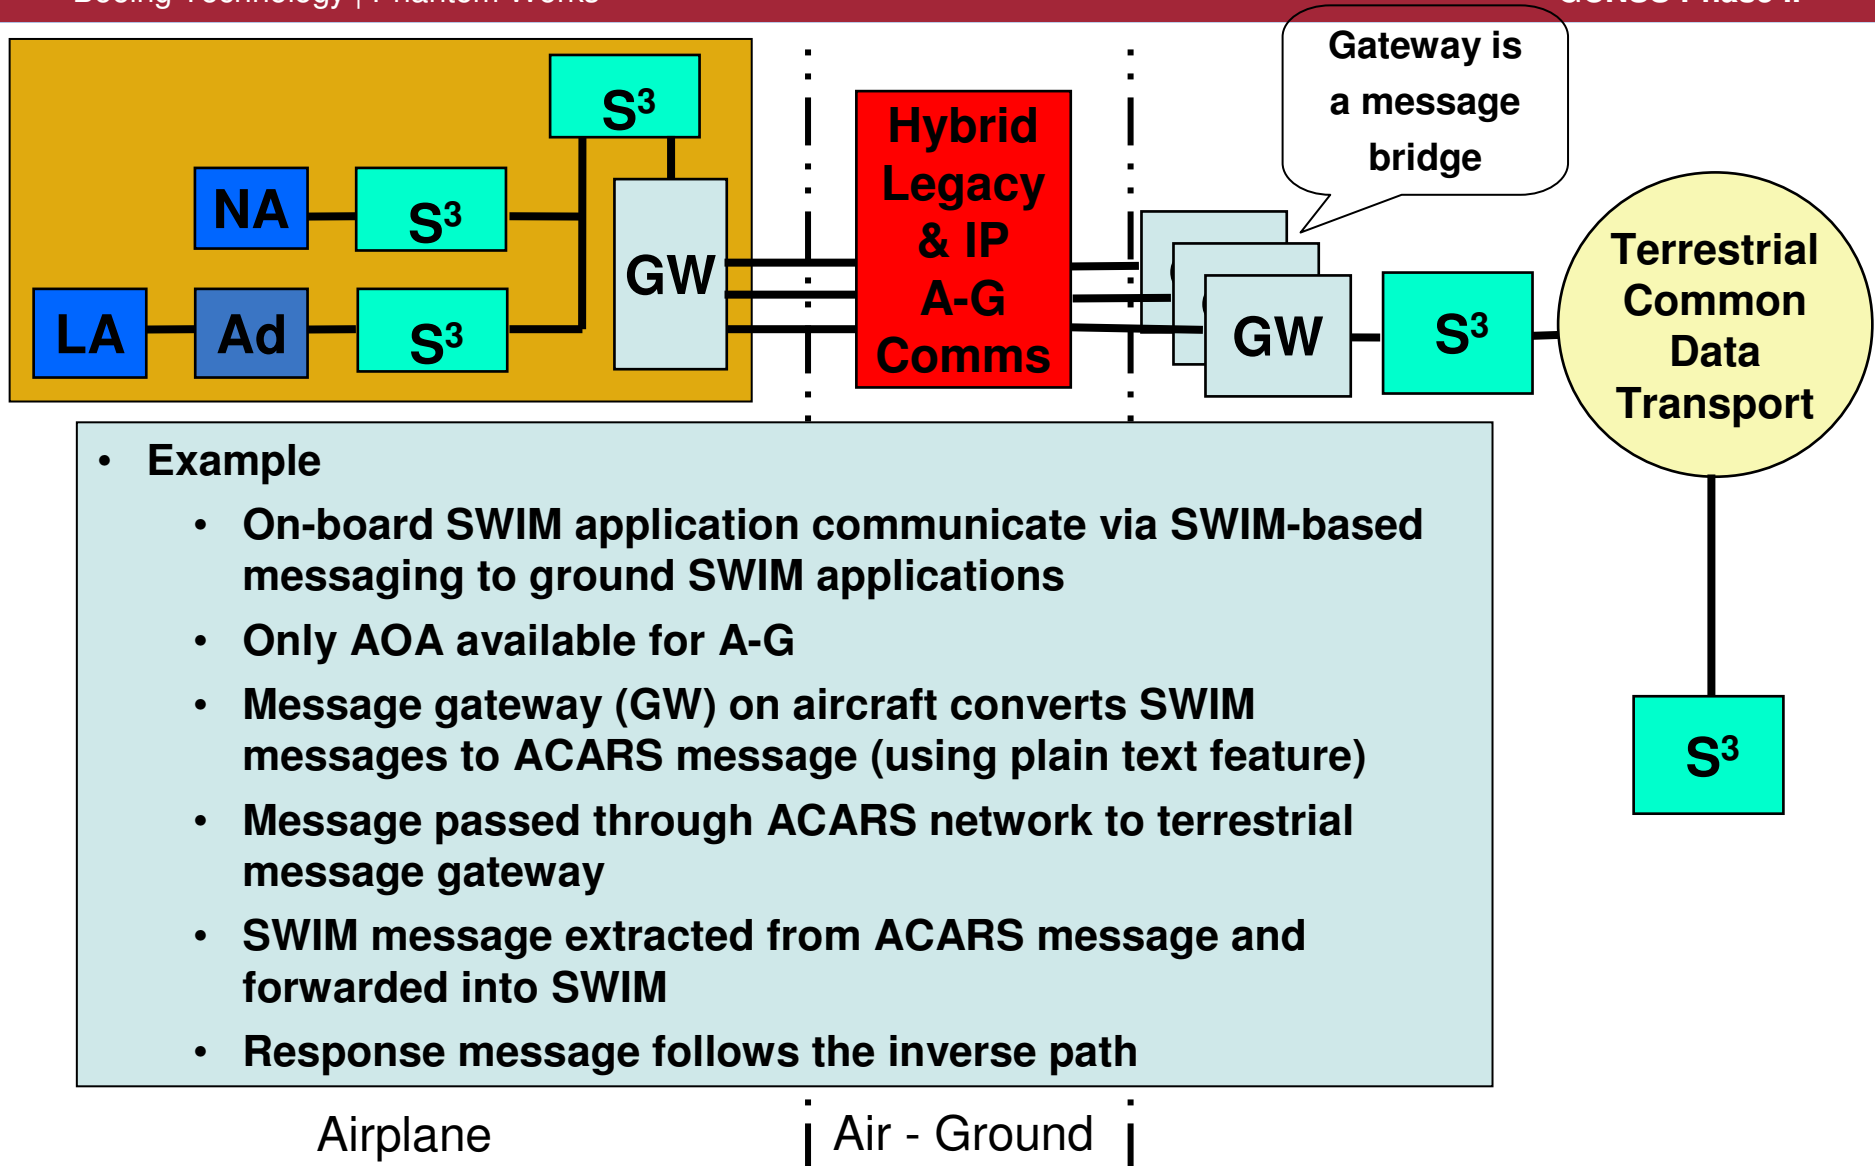 Boeing Technology | Phantom Works
Gateway is
a message
bridge
S3
Hybrid
Legacy
& IP
A-G
Comms
NA
S3
GW
LA
Ad
S3
GW
S3
Terrestrial
Common
Data
Transport
• Example
• On-board SWIM application communicate via SWIM-based
messaging to ground SWIM applications
• Only AOA available for A-G
• Message gateway (GW) on aircraft converts SWIM
messages to ACARS message (using plain text feature)
• Message passed through ACARS network to terrestrial
message gateway
• SWIM message extracted from ACARS message and
forwarded into SWIM
• Response message follows the inverse path
S3
Airplane
Air - Ground